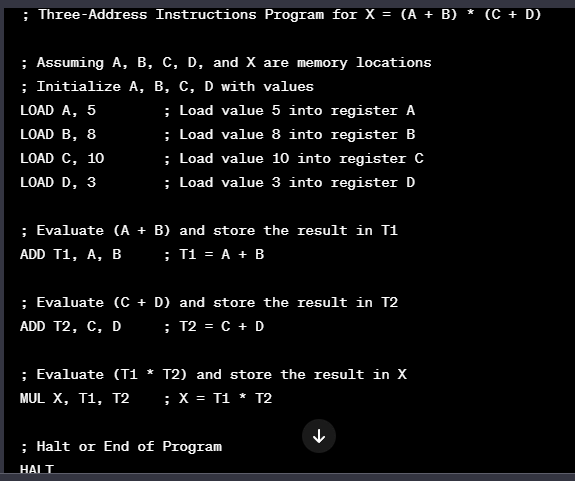 ; Three-Address Instructions Program for X = (A + B) * (C + D)
; Assuming A, B, C, D, and X are memory locations
; Initialize A, B, C, D with values
LOAD A, 5 ; Load value 5 into register A
LOAD B, 8 ; Load value 8 into register B
LOAD C, 10 ; Load value 10 into register C
LOAD D, 3 ; Load value 3 into register D
; Evaluate (A + B) and store the result in T1
ADD T1, A, B ; T1 = A + B
; Evaluate (C + D) and store the result in T2
ADD T2, C, D ; T2 = C + D
; Evaluate (T1 * T2) and store the result in X
MUL X, T1, T2 ; X = T1 * T2
; Halt or End of Program
HALT